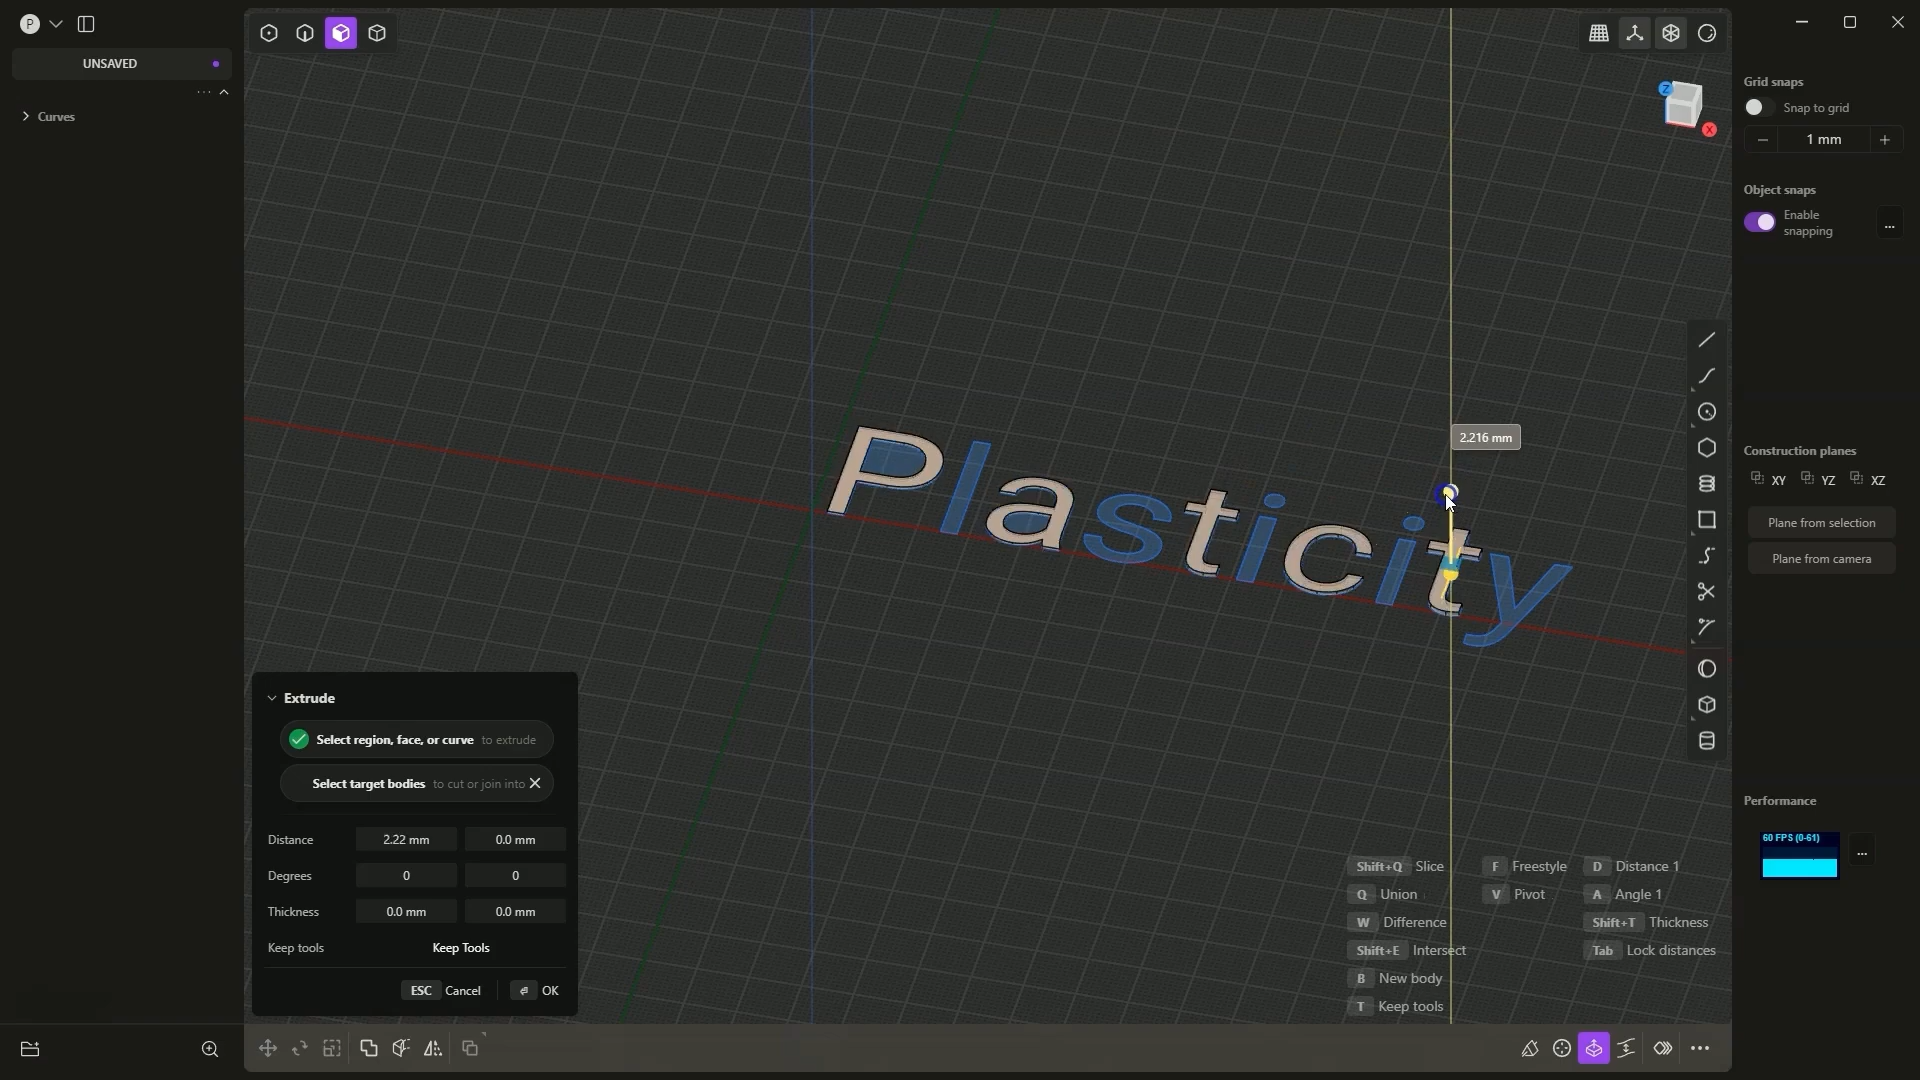 P
UNSAVED
Curves
Z
X
Grid snaps
Snap to grid
1 mm
Object snaps
Enable
snapping
...
Construction planes
XY YZ XZ
Plane from selection
Plane from camera
Performance
60 FPS (0-61)
...
2.216 mm
Plasticity
Extrude
Select region, face, or curve to extrude
Select target bodies to cut or join into
Distance 2.22 mm 0.0 mm
Degrees 0 0
Thickness 0.0 mm 0.0 mm
Keep tools Keep Tools
ESC Cancel OK
Shift+Q Slice F Freestyle D Distance 1
Q Union V Pivot A Angle 1
W Difference Shift+T Thickness
Shift+E Intersect Tab Lock distances
B New body
T Keep tools